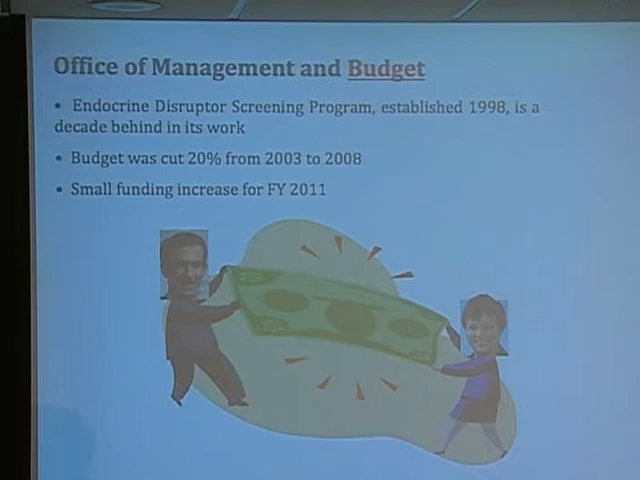 Office of Management and Budget
• Endocrine Disruptor Screening Program, established 1998, is a
decade behind in its work
• Budget was cut 20% from 2003 to 2008
• Small funding increase for FY 2011